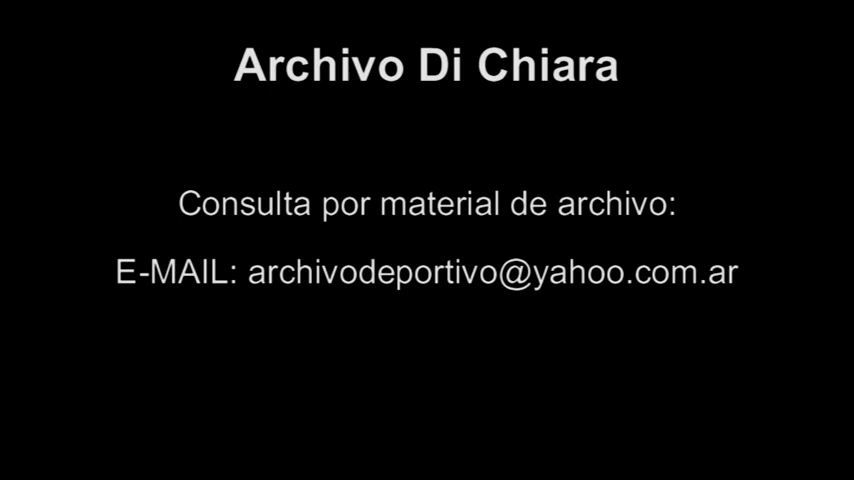 Archivo Di Chiara
Consulta por material de archivo:
E-MAIL: archivodeportivo@yahoo.com.ar